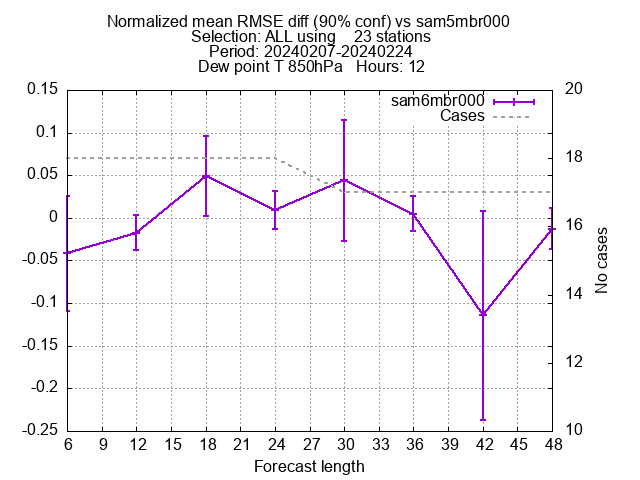 Normalized mean RMSE diff (90% conf) vs sam5mbr000
Selection: ALL using 23 stations
Period: 20240207-20240224
Dew point T 850hPa Hours: 12
sam6mbr000
Cases
0.15
0.1
0.05
0
-0.05
-0.1
-0.15
-0.2
-0.25
20
18
16
14
12
10
No cases
6 9 12 15 18 21 24 27 30 33 36 39 42 45 48
Forecast length